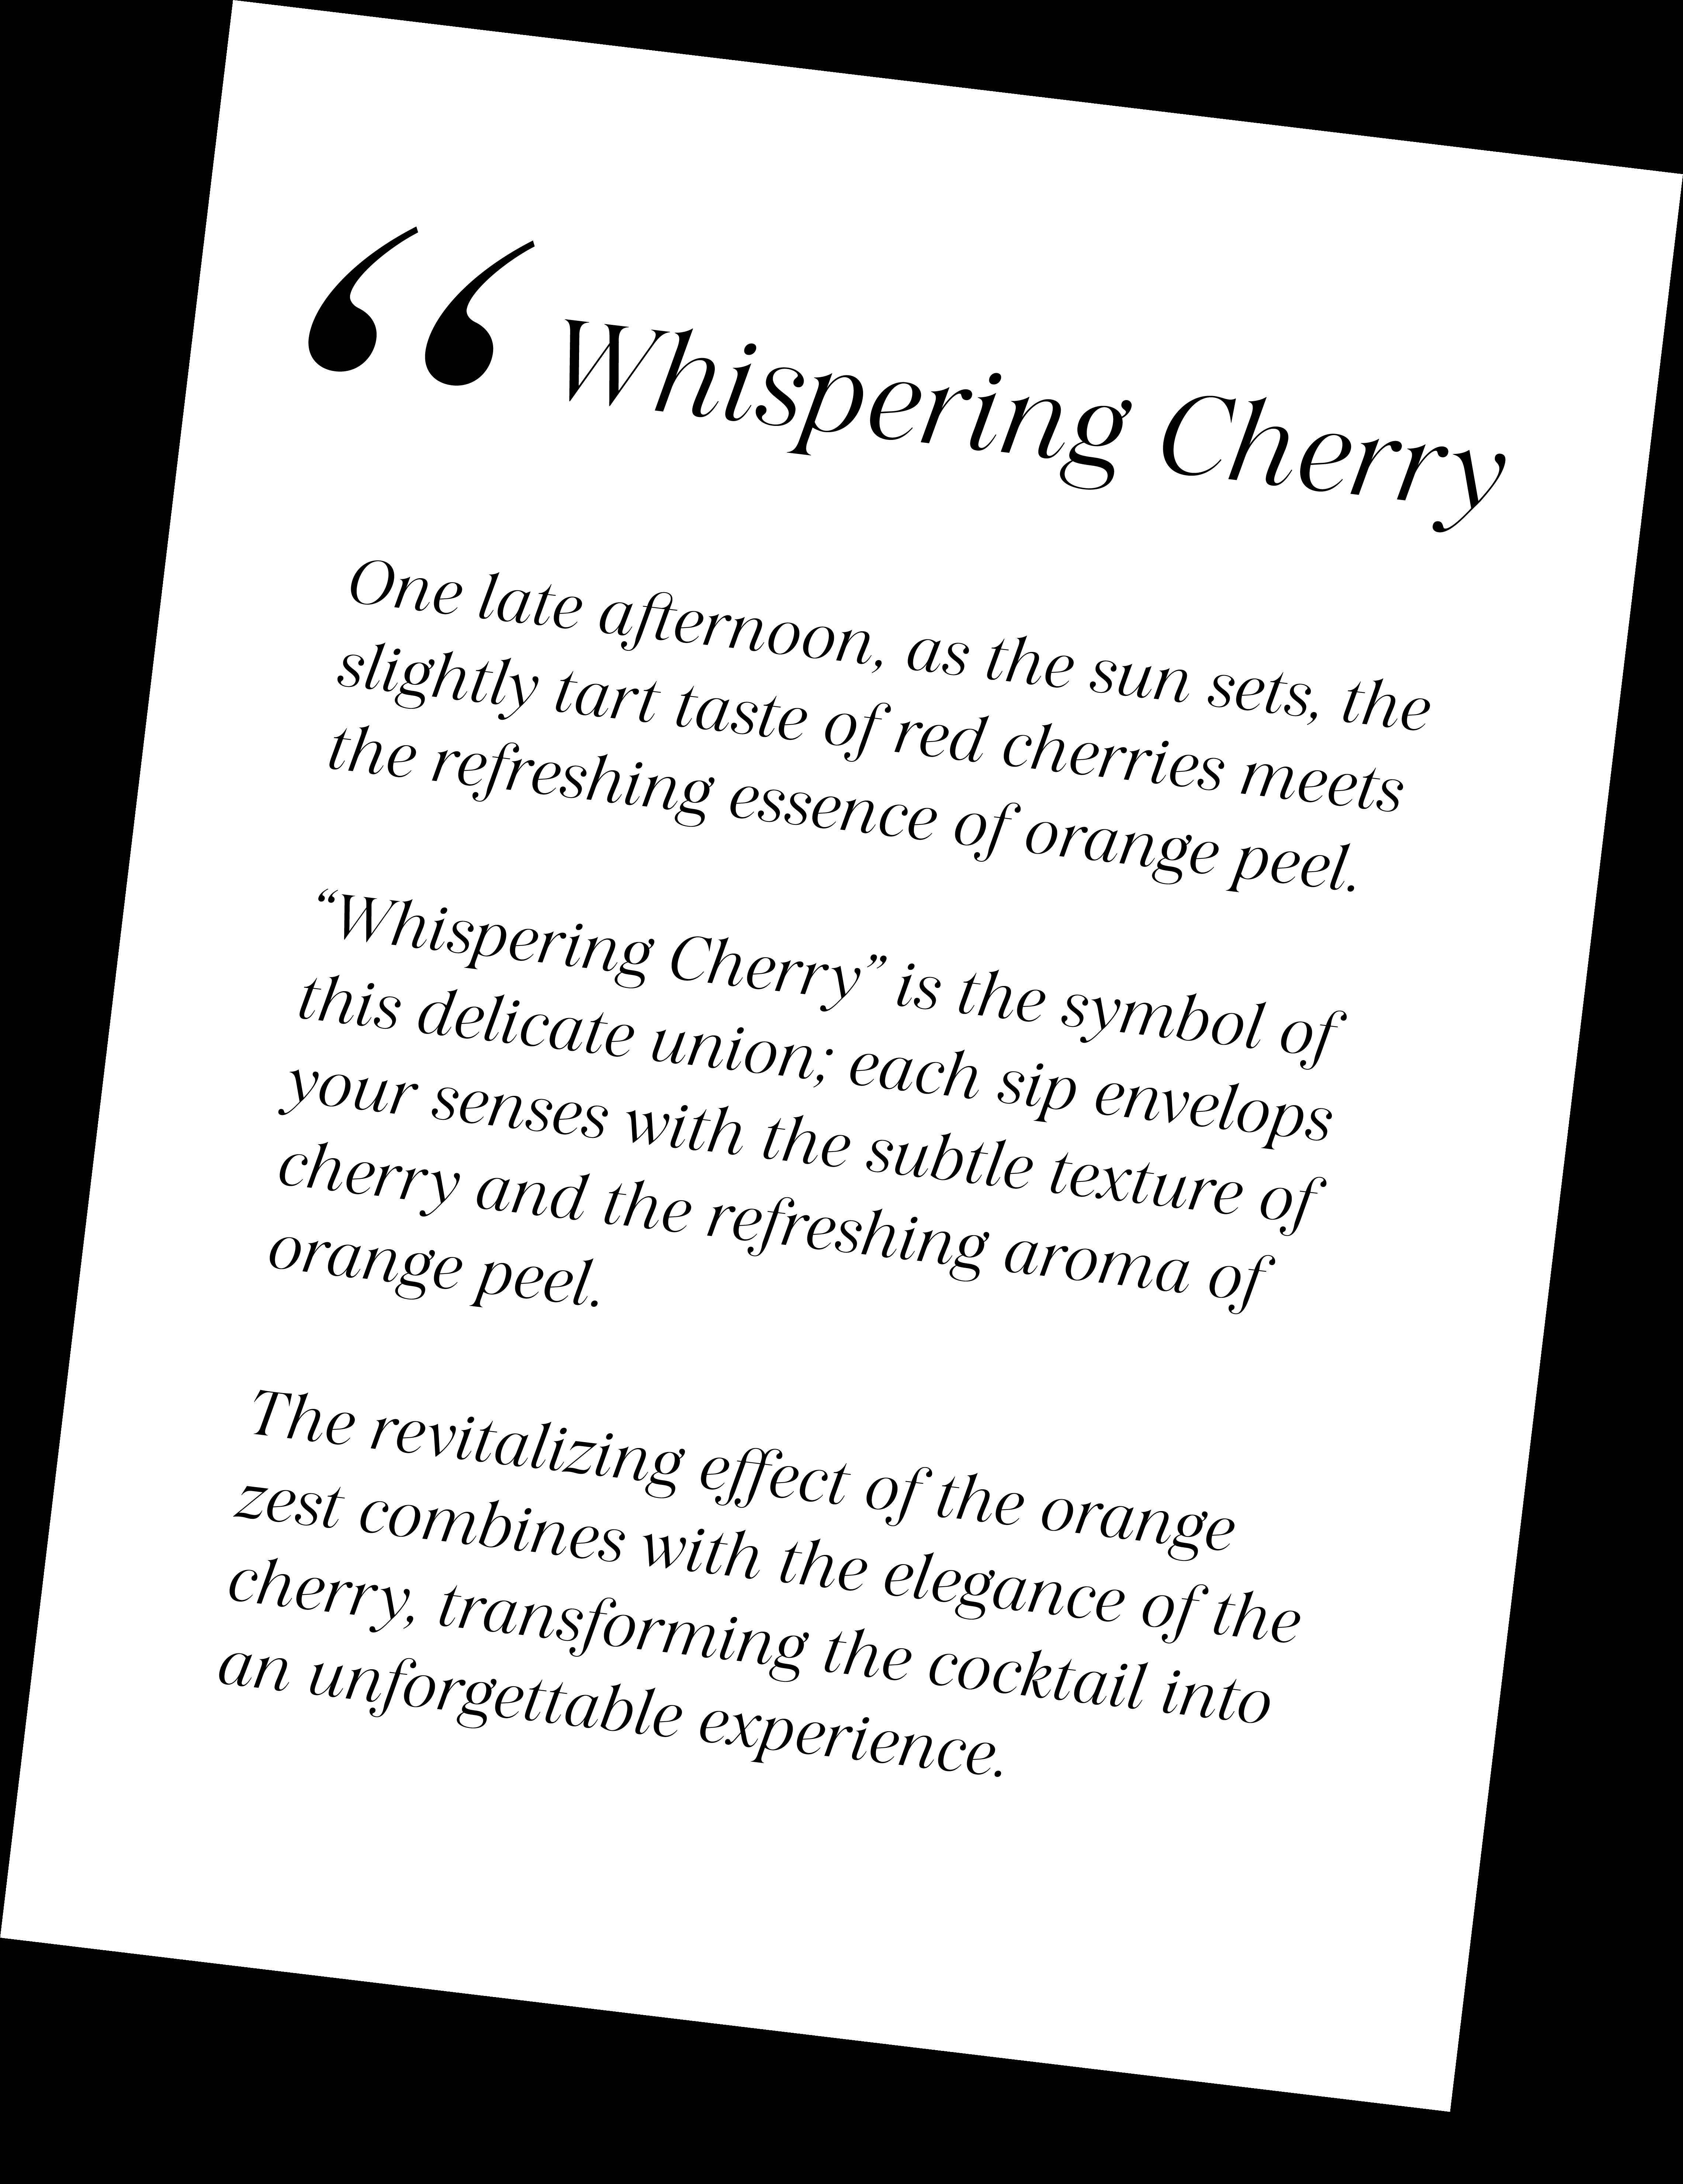 “ Whispering Cherry
One late afternoon, as the sun sets, the
slightly tart taste of red cherries meets
the refreshing essence of orange peel.
“Whispering Cherry” is the symbol of
this delicate union; each sip envelops
your senses with the subtle texture of
cherry and the refreshing aroma of
orange peel.
The revitalizing effect of the orange
zest combines with the elegance of the
cherry, transforming the cocktail into
an unforgettable experience.